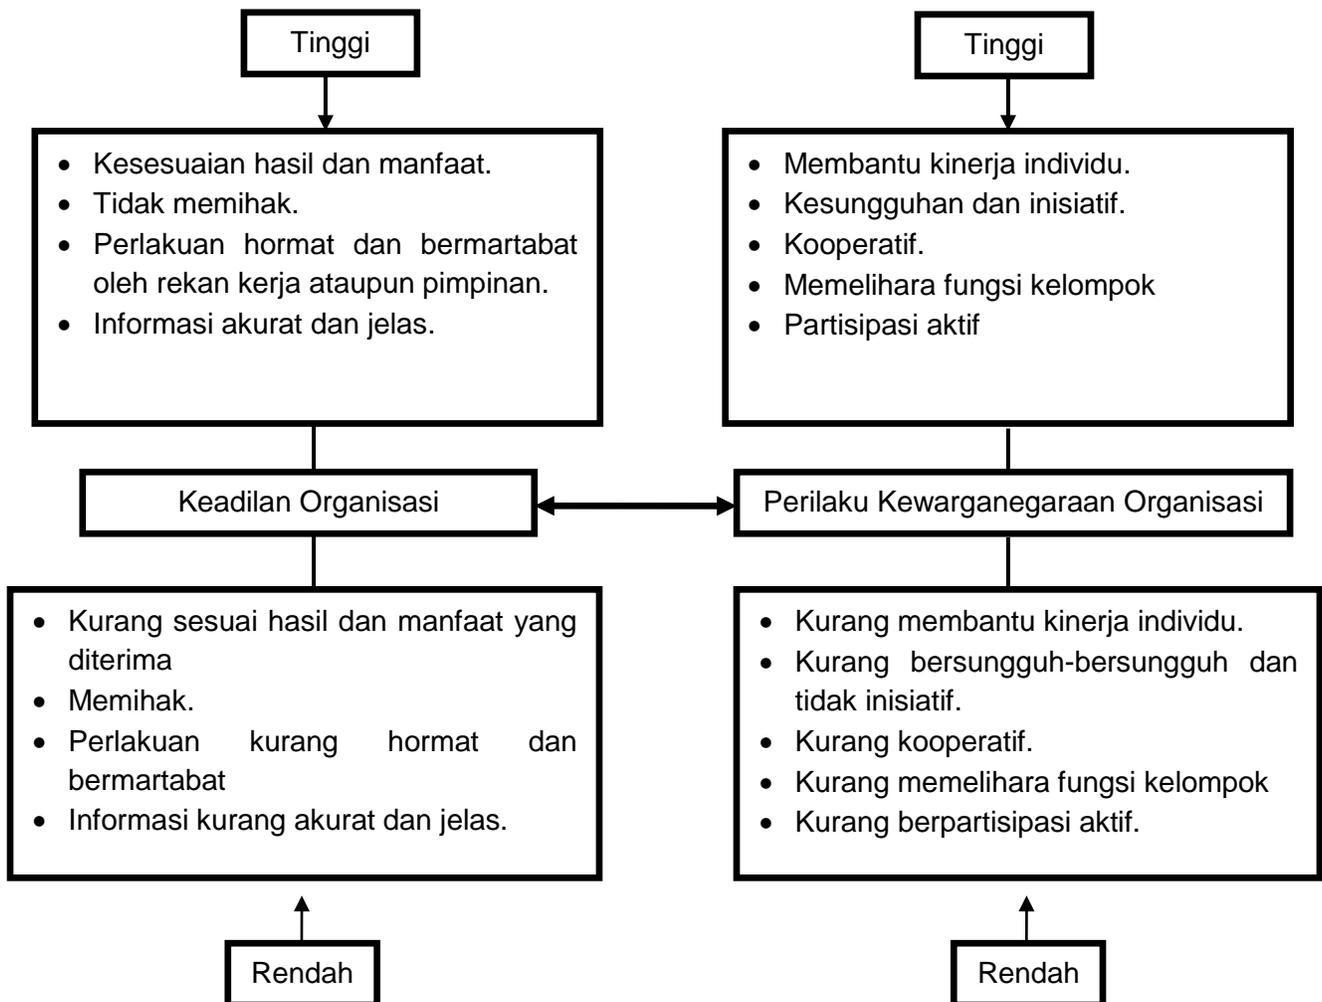 Tinggi
Tinggi
• Kesesuaian hasil dan manfaat.
• Tidak memihak.
• Perlakuan hormat dan bermartabat
oleh rekan kerja ataupun pimpinan.
• Informasi akurat dan jelas.
• Membantu kinerja individu.
• Kesungguhan dan inisiatif.
• Kooperatif.
• Memelihara fungsi kelompok
• Partisipasi aktif
Keadilan Organisasi
Perilaku Kewarganegaraan Organisasi
• Kurang sesuai hasil dan manfaat yang
diterima
• Memihak.
• Perlakuan kurang hormat dan
bermartabat
• Informasi kurang akurat dan jelas.
• Kurang membantu kinerja individu.
• Kurang bersungguh-bersungguh dan
tidak inisiatif.
• Kurang kooperatif.
• Kurang memelihara fungsi kelompok
• Kurang berpartisipasi aktif.
Rendah
Rendah